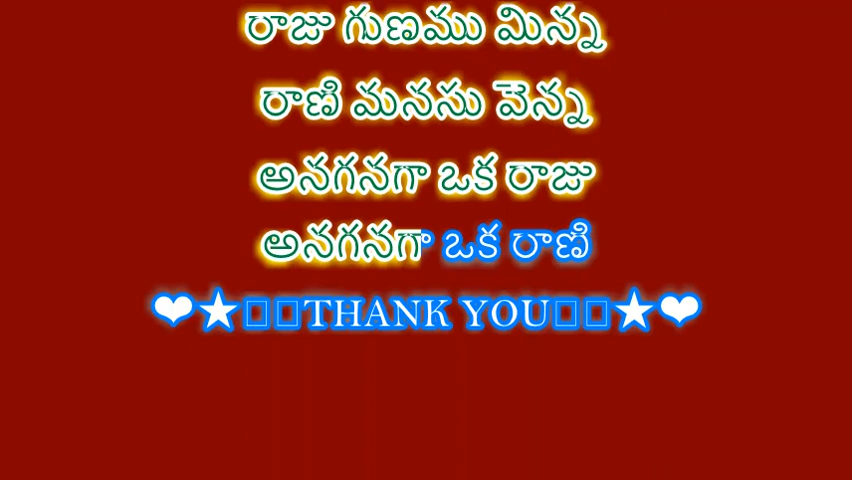 రాజు గుణము మిన్న
రాణి మనసు వెన్న
అనగనగా ఒక రాజు
అనగనగా ఒక రాణి
❤★□□THANK YOU□□★❤